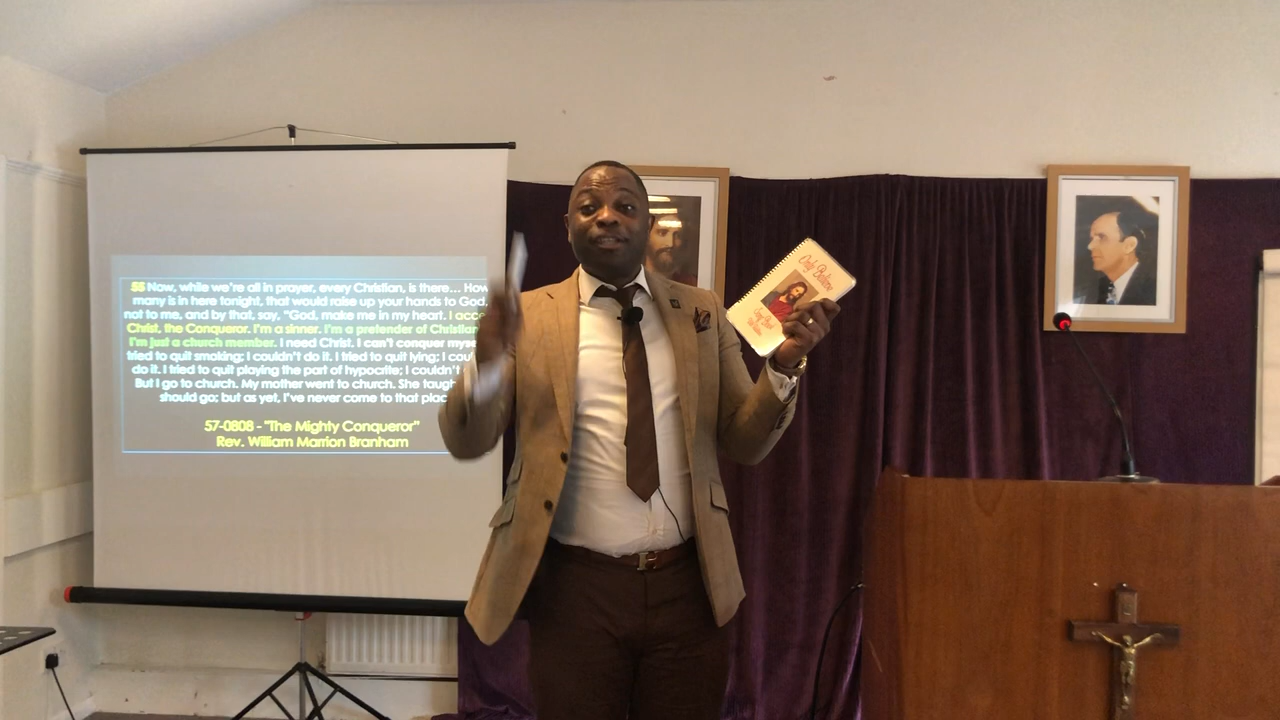 55 Now, while we're all in prayer, every Christian, is there... How
many is in here tonight, that would raise up your hands to God,
not to me, and by that, say, "God, make me in my heart. I acce
Christ, the Conqueror. I'm a sinner. I'm a pretender of Christian
I'm just a church member. I need Christ. I can't conquer myse
tried to quit smoking; I couldn't do it. I tried to quit lying; I cou
do it. I tried to quit playing the part of hypocrite; I couldn't
But I go to church. My mother went to church. She taugh
should go; but as yet, I've never come to that plac
57-0808 - "The Mighty Conqueror"
Rev. William Marrion Branham
Only Believe